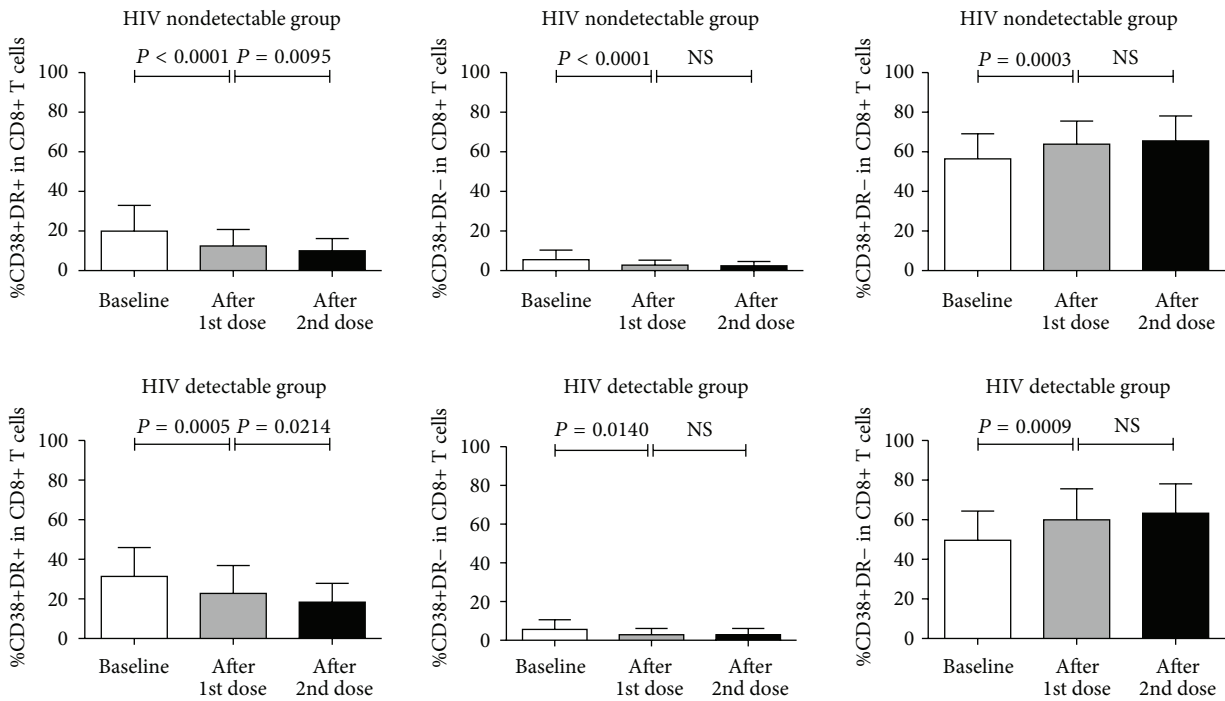 HIV nondetectable group
P < 0.0001 P = 0.0095
%CD38+DR+ in CD8+ T cells
100
80
60
40
20
0
Baseline
After
1st dose
After
2nd dose
HIV nondetectable group
P < 0.0001 NS
%CD38+DR− in CD8+ T cells
100
80
60
40
20
0
Baseline
After
1st dose
After
2nd dose
HIV nondetectable group
P = 0.0003 NS
%CD38+DR− in CD8+ T cells
100
80
60
40
20
0
Baseline
After
1st dose
After
2nd dose
HIV detectable group
P = 0.0005 P = 0.0214
%CD38+DR+ in CD8+ T cells
100
80
60
40
20
0
Baseline
After
1st dose
After
2nd dose
HIV detectable group
P = 0.0140 NS
%CD38+DR− in CD8+ T cells
100
80
60
40
20
0
Baseline
After
1st dose
After
2nd dose
HIV detectable group
P = 0.0009 NS
%CD38+DR− in CD8+ T cells
100
80
60
40
20
0
Baseline
After
1st dose
After
2nd dose